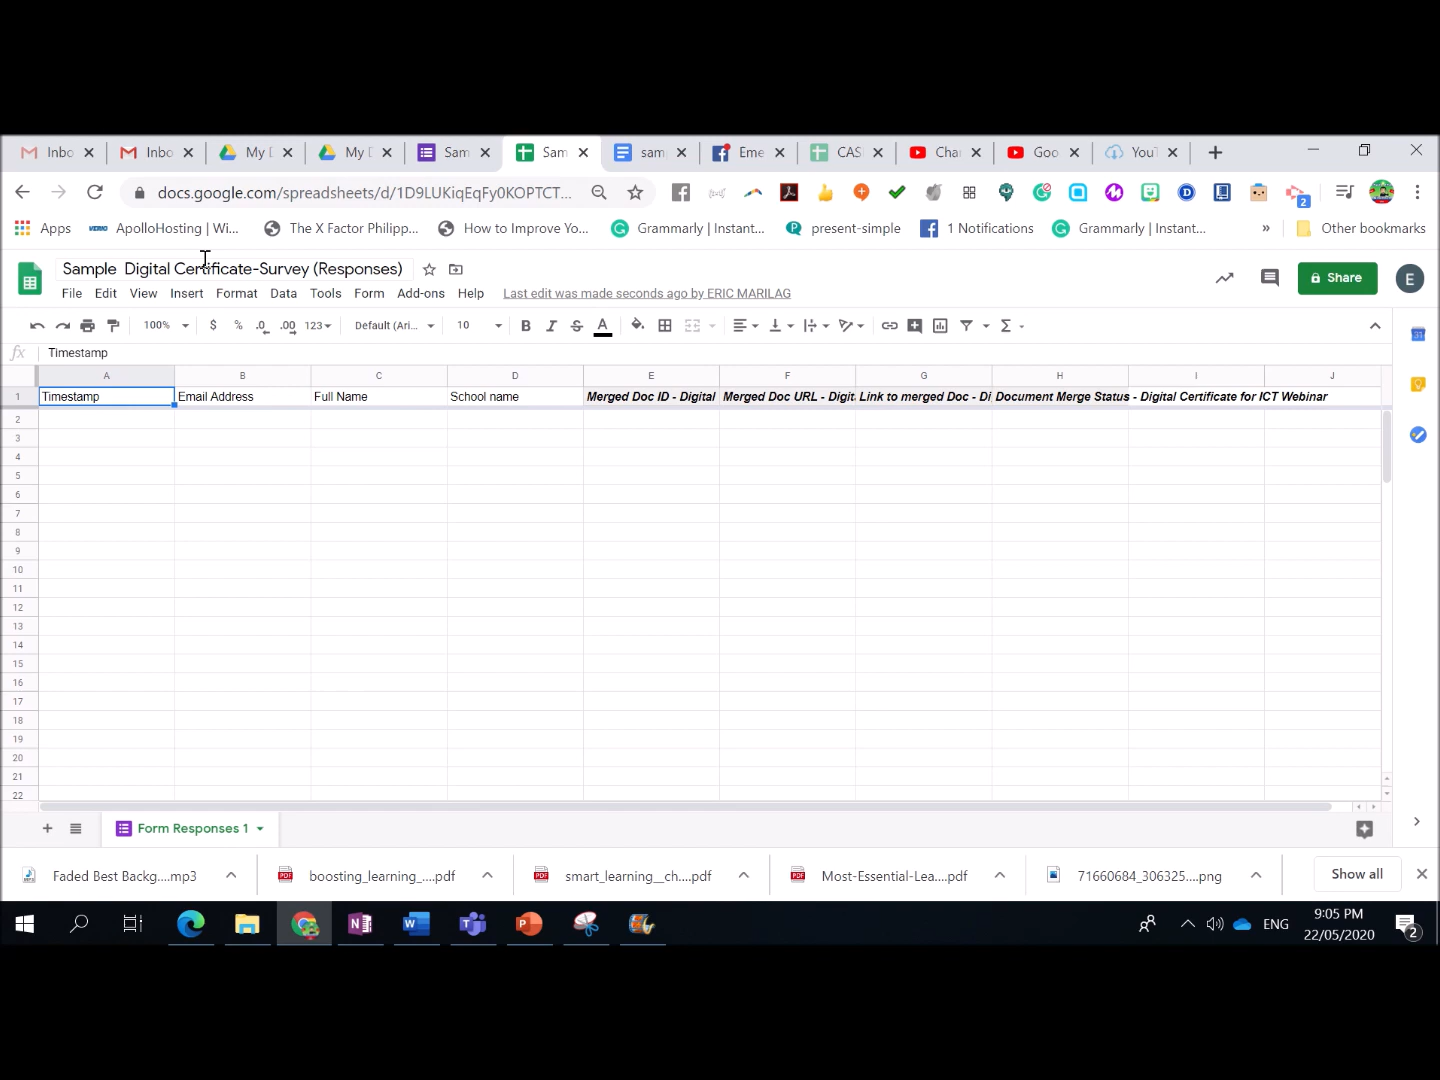 Inbo Inbo My D My D Sam Sam sam Eme CAS Cha Goo YouT
docs.google.com/spreadsheets/d/1D9LUKiqEqFy0KOPTCT... 2
Apps ApolloHosting | Wi... The X Factor Philipp... How to Improve Yo... Grammarly | Instant... present-simple 1 Notifications Grammarly | Instant... » Other bookmarks
Sample  Digital Certificate-Survey (Responses)
Share E
File Edit View Insert Format Data Tools Form Add-ons Help Last edit was made seconds ago by ERIC MARILAG
100% $ % .0 .00 123 Default (Ari... 10 B I S A Σ
31
fx Timestamp
A B C D E F G H I J
1 Timestamp Email Address Full Name School name Merged Doc ID - Digital Merged Doc URL - Digit Link to merged Doc - Di Document Merge Status - Digital Certificate for ICT Webinar
2
3
4
5
6
7
8
9
10
11
12
13
14
15
16
17
18
19
20
21
22
Form Responses 1
Faded Best Backg....mp3 boosting_learning_....pdf smart_learning__ch....pdf Most-Essential-Lea....pdf 71660684_306325....png Show all
ENG 9:05 PM
22/05/2020 2